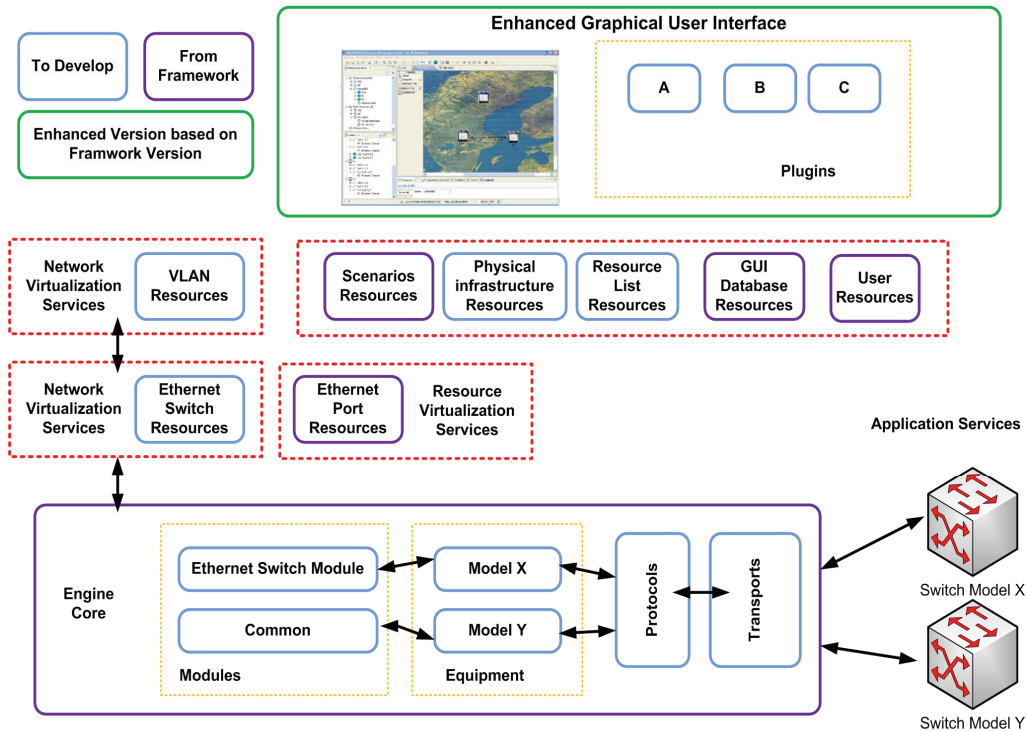 Enhanced Graphical User Interface
To Develop
From
Framework
Enhanced Version based on
Framwork Version
A
B
C
Plugins
Network
Virtualization
Services
VLAN
Resources
Scenarios
Resources
Physical
infrastructure
Resources
Resource
List
Resources
GUI
Database
Resources
User
Resources
Network
Virtualization
Services
Ethernet
Switch
Resources
Ethernet
Port
Resources
Resource
Virtualization
Services
Application Services
Engine
Core
Ethernet Switch Module
Common
Modules
Model X
Model Y
Equipment
Protocols
Transports
Switch Model X
Switch Model Y